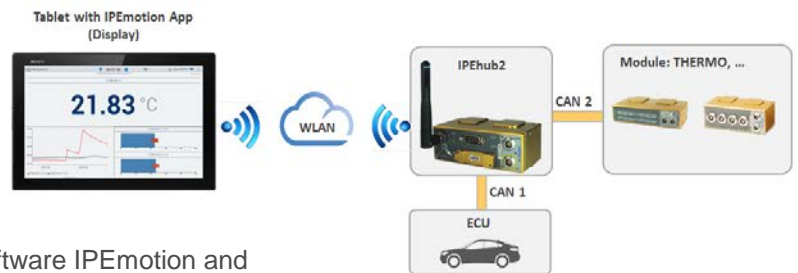 Tablet with IPEmotion App
(Display)
21.83 °C
WLAN
IPEhub2
CAN 2
Module: THERMO, ...
CAN 1
ECU
ftware IPEmotion and